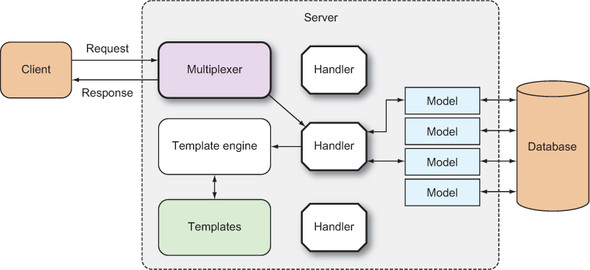 Server
Request
Client
Multiplexer
Handler
Response
Model
Model
Template engine
Handler
Database
Model
Model
Templates
Handler